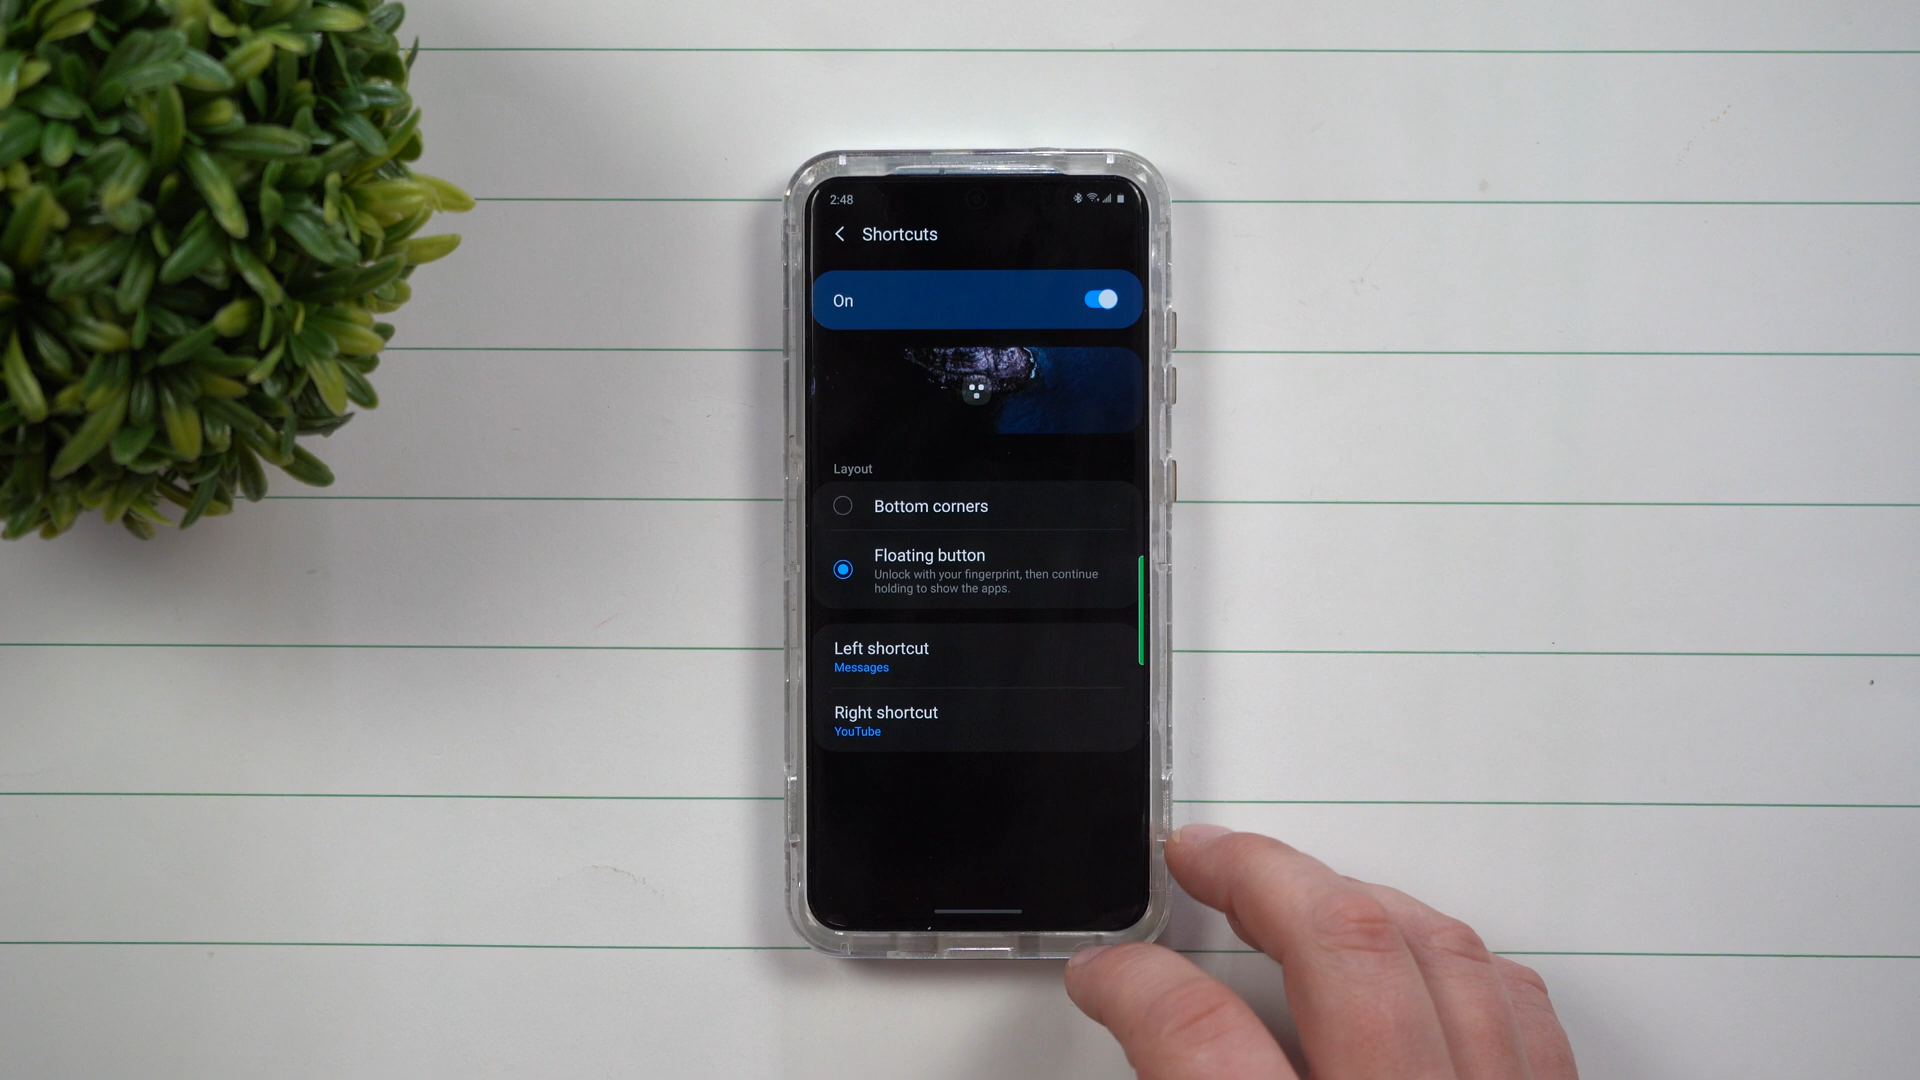 2:48
Shortcuts
On
Layout
Bottom corners
Floating button
Unlock with your fingerprint, then continue
holding to show the apps.
Left shortcut
Messages
Right shortcut
YouTube